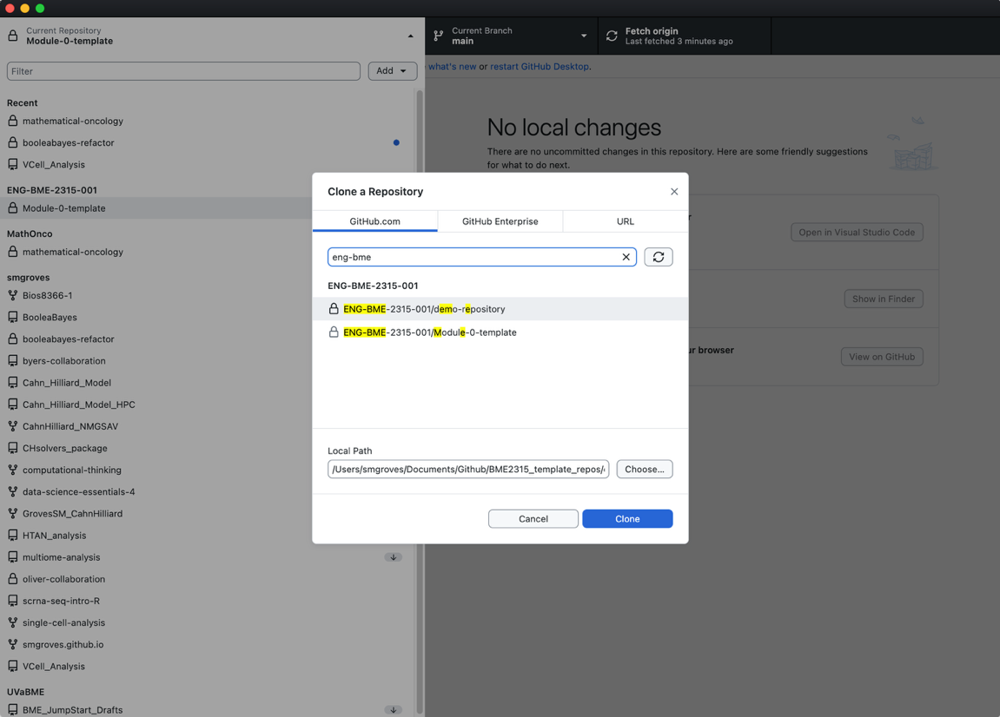 Current Repository
Module-0-template
Current Branch
main
Fetch origin
Last fetched 3 minutes ago
Filter
Add
what's new or restart GitHub Desktop.
Recent
mathematical-oncology
booleabayes-refactor
VCell_Analysis
ENG-BME-2315-001
Module-0-template
MathOnco
mathematical-oncology
smgroves
Bios8366-1
BooleaBayes
booleabayes-refactor
byers-collaboration
Cahn_Hilliard_Model
Cahn_Hilliard_Model_HPC
CahnHilliard_NMGSAV
CHsolvers_package
computational-thinking
data-science-essentials-4
GrovesSM_CahnHilliard
HTAN_analysis
multiome-analysis
oliver-collaboration
scrna-seq-intro-R
single-cell-analysis
smgroves.github.io
VCell_Analysis
UVaBME
BME_JumpStart_Drafts
No local changes
There are no uncommitted changes in this repository. Here are some friendly suggestions
for what to do next.
Open in Visual Studio Code
Show in Finder
browser
View on GitHub
Clone a Repository
GitHub.com
GitHub Enterprise
URL
eng-bme
ENG-BME-2315-001
ENG-BME-2315-001/demo-repository
ENG-BME-2315-001/Module-0-template
Local Path
/Users/smgroves/Documents/Github/BME2315_template_repos/
Choose...
Cancel
Clone